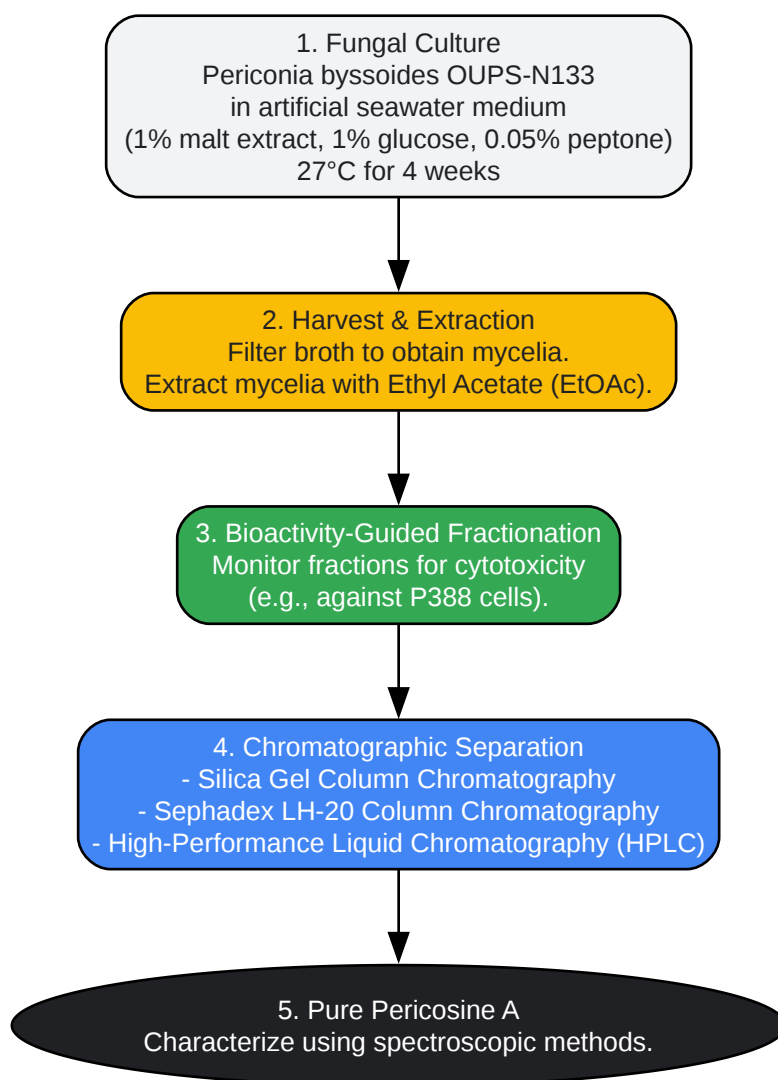 1. Fungal Culture
Periconia byssoides OUPS-N133
in artificial seawater medium
(1% malt extract, 1% glucose, 0.05% peptone)
27°C for 4 weeks
2. Harvest & Extraction
Filter broth to obtain mycelia.
Extract mycelia with Ethyl Acetate (EtOAc).
3. Bioactivity-Guided Fractionation
Monitor fractions for cytotoxicity
(e.g., against P388 cells).
4. Chromatographic Separation
- Silica Gel Column Chromatography
- Sephadex LH-20 Column Chromatography
- High-Performance Liquid Chromatography (HPLC)
5. Pure Pericosine A
Characterize using spectroscopic methods.